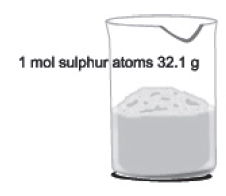 1 mol sulphur atoms 32.1 g